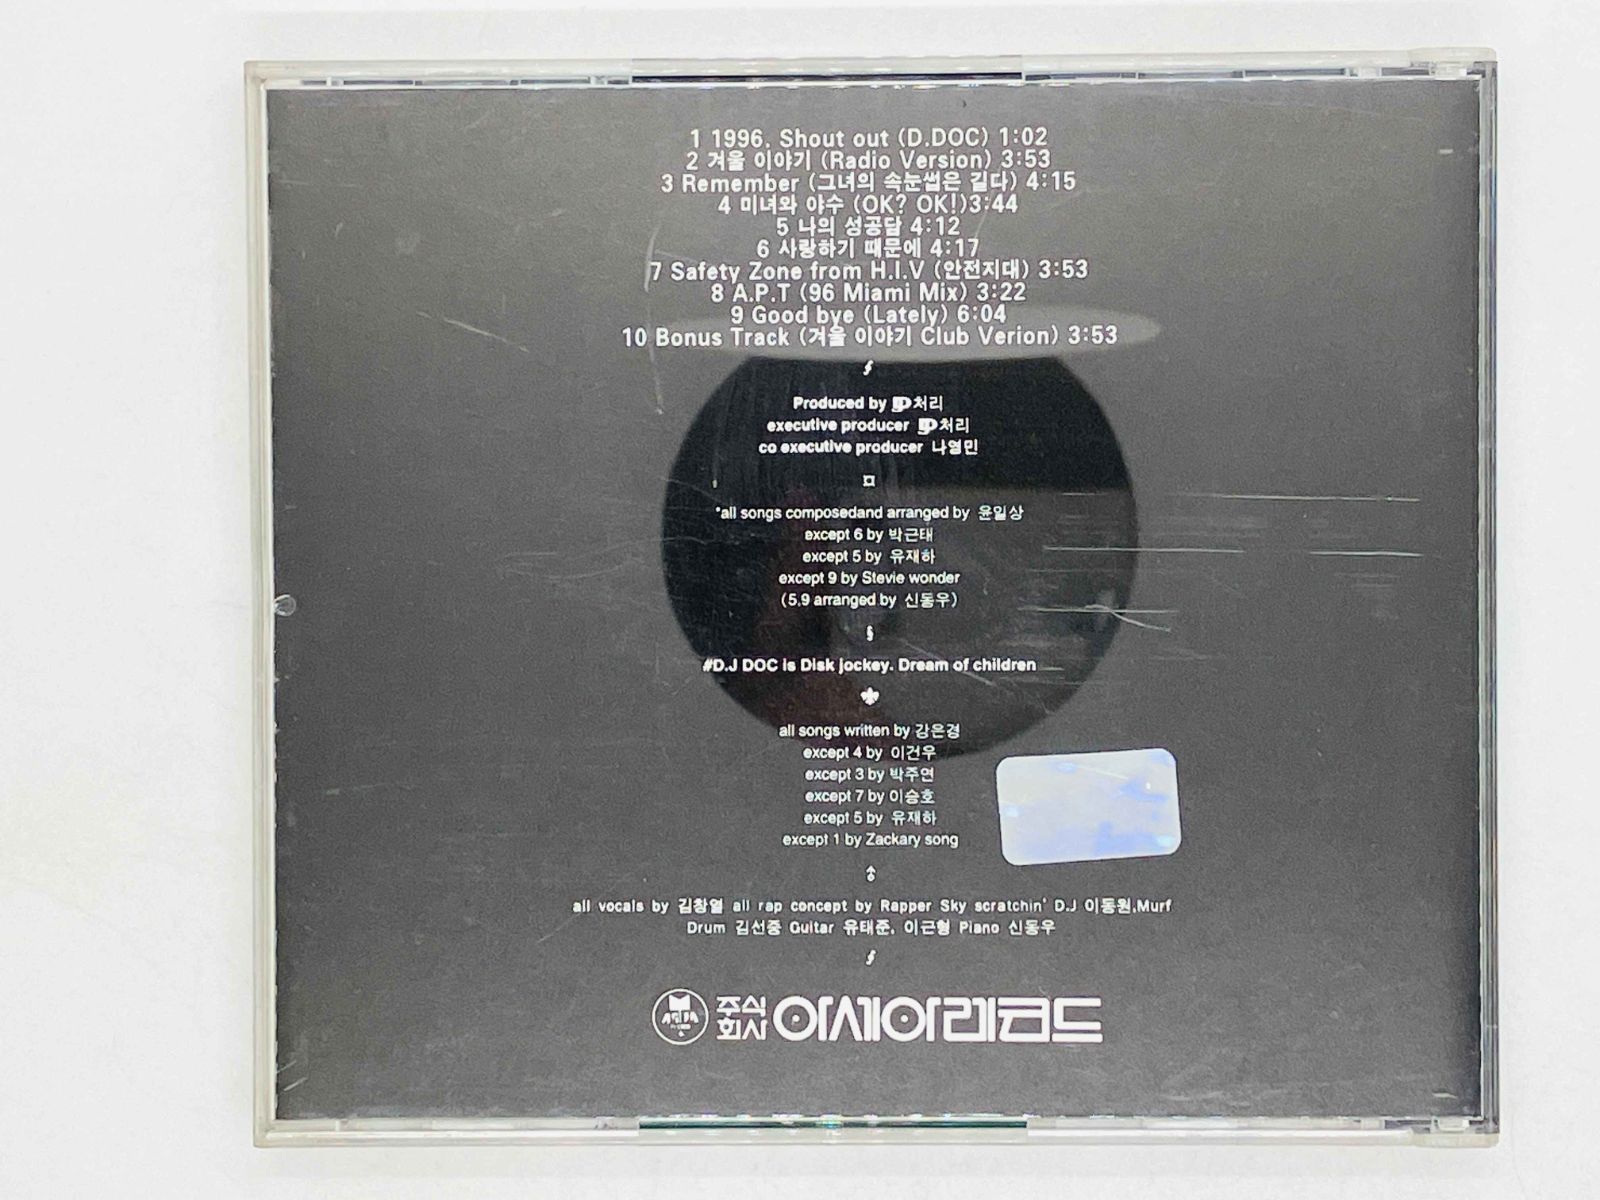 1 1996. Shout out (D.DOC) 1:02
2 겨울 이야기 (Radio Version) 3:53
3 Remember (그녀의 속눈썹은 길다) 4:15
4 미녀와 야수 (OK? OK!)3:44
5 나의 성공담 4:12
6 사랑하기 때문에 4:17
7 Safety Zone from H.I.V (안전지대) 3:53
8 A.P.T (96 Miami Mix) 3:22
9 Good bye (Lately) 6:04
10 Bonus Track (겨울 이야기 Club Verion) 3:53
Produced by 처리
executive producer 처리
co executive producer 나영민
*all songs composedand arranged by 윤일상
except 6 by 박근태
except 5 by 유재하
except 9 by Stevie wonder
(5,9 arranged by 신동우)
#D.J DOC is Disk jockey. Dream of children
all songs written by 강은경
except 4 by 이건우
except 3 by 박주연
except 7 by 이승호
except 5 by 유재하
except 1 by Zackary song
all vocals by 김창열 all rap concept by Rapper Sky scratchin' D.J 이동원,Murf
Drum 김선중 Guitar 유태준, 이근형 Piano 신동우
주식회사 아세아레코드